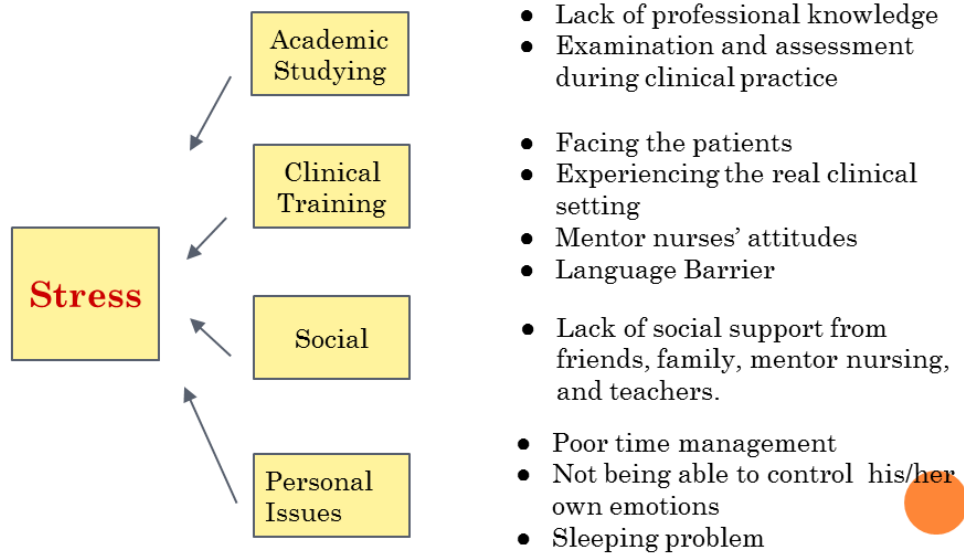 Academic
Studying
● Lack of professional knowledge
● Examination and assessment
during clinical practice
Clinical
Training
● Facing the patients
● Experiencing the real clinical
setting
● Mentor nurses’ attitudes
● Language Barrier
Stress
Social
● Lack of social support from
friends, family, mentor nursing,
and teachers.
Personal
Issues
● Poor time management
● Not being able to control his/her
own emotions
● Sleeping problem